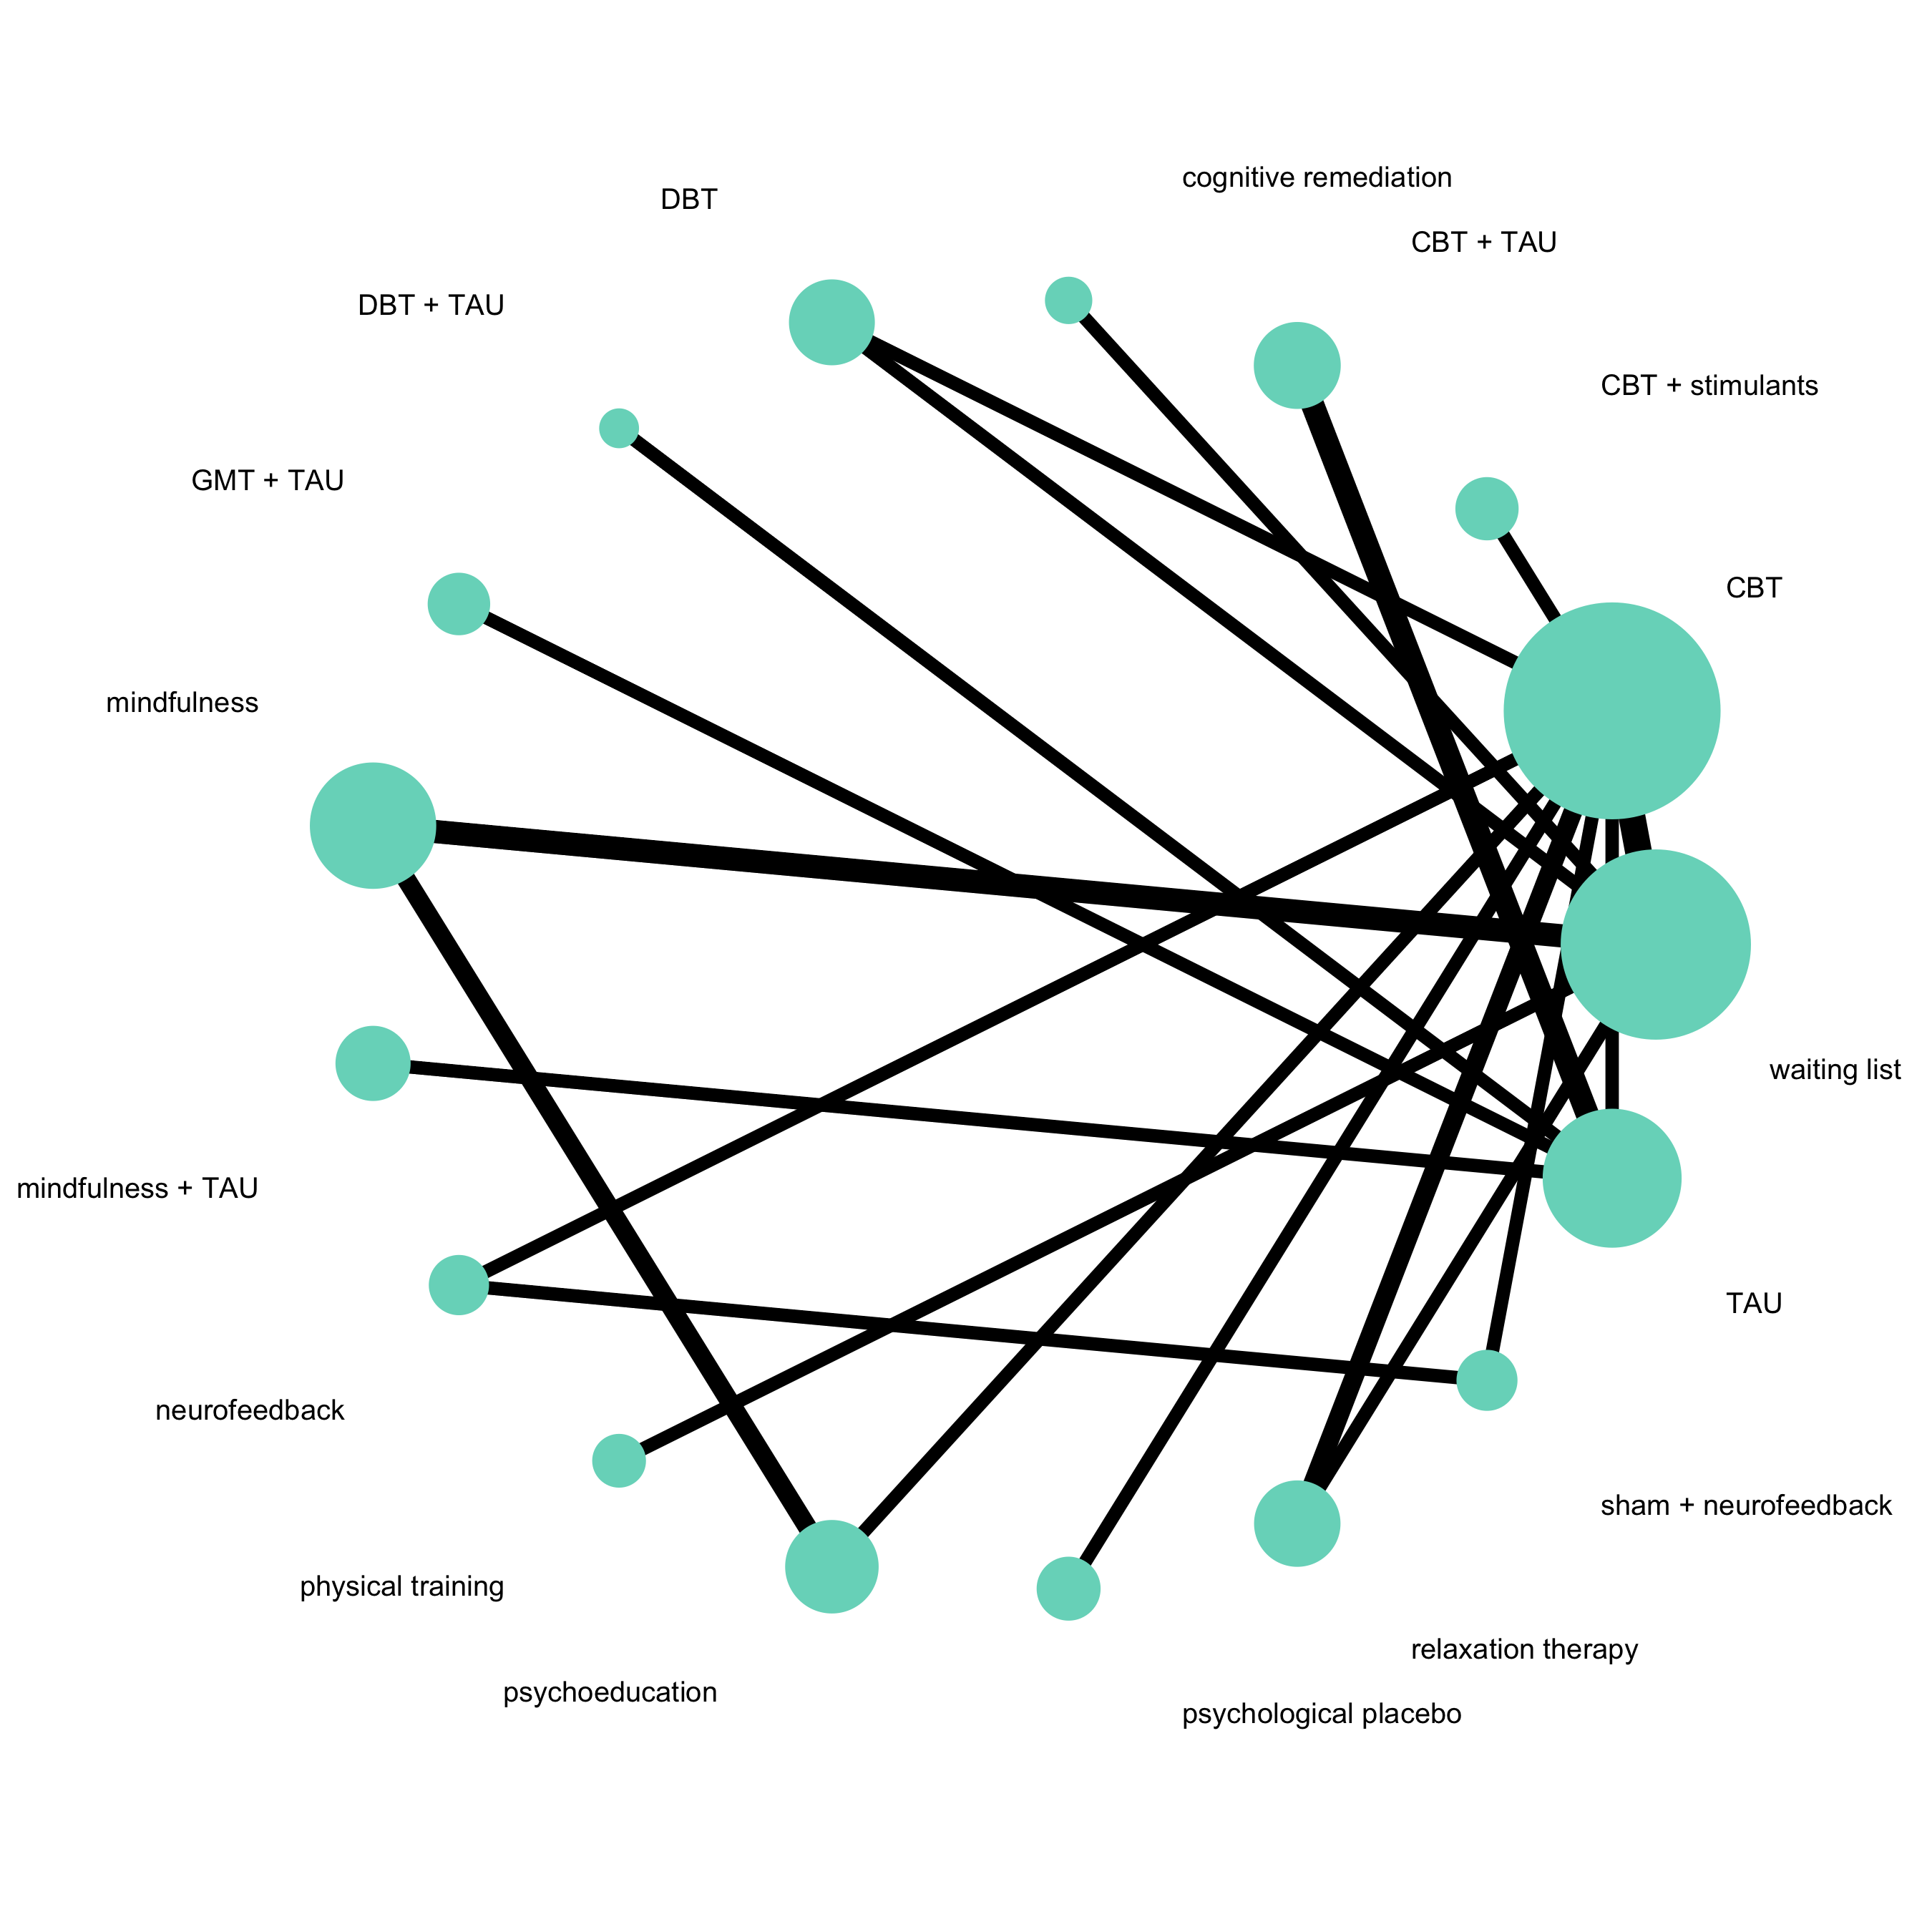 cognitive remediation
DBT
CBT + TAU
DBT + TAU
CBT + stimulants
GMT + TAU
CBT
mindfulness
waiting list
mindfulness + TAU
TAU
neurofeedback
sham + neurofeedback
physical training
relaxation therapy
psychoeducation
psychological placebo